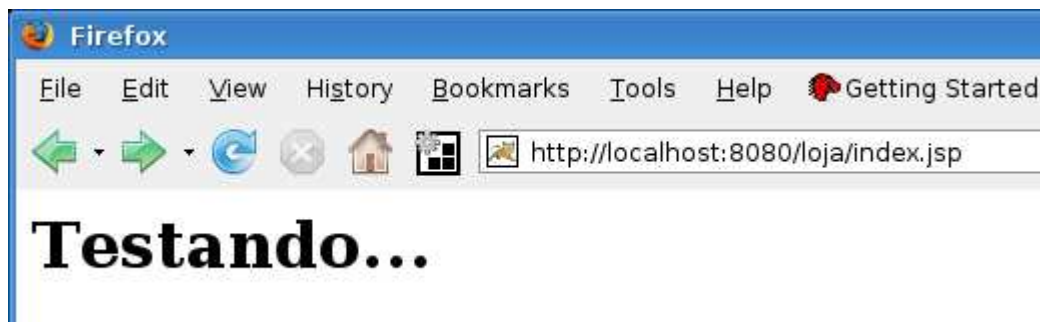 Firefox
File Edit View History Bookmarks Tools Help Getting Started
http://localhost:8080/loja/index.jsp
Testando...